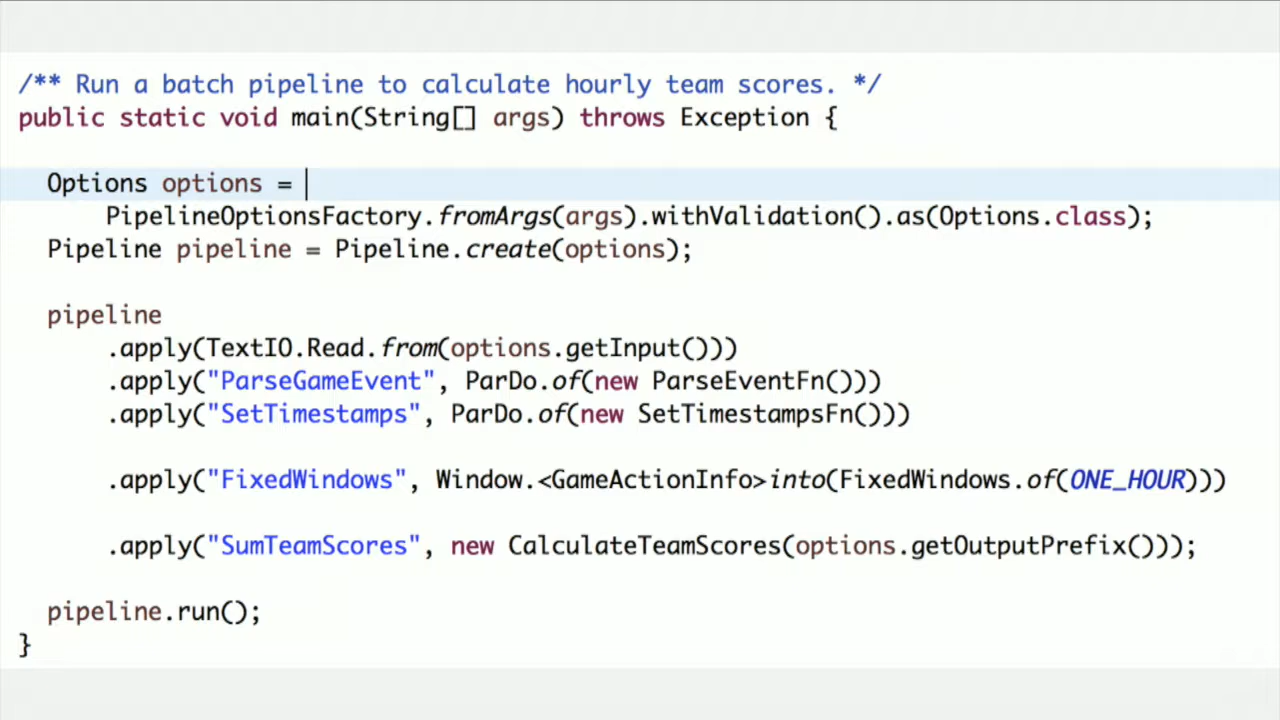 /** Run a batch pipeline to calculate hourly team scores. */
public static void main(String[] args) throws Exception {
Options options =
PipelineOptionsFactory.fromArgs(args).withValidation().as(Options.class);
Pipeline pipeline = Pipeline.create(options);
pipeline
.apply(TextIO.Read.from(options.getInput()))
.apply("ParseGameEvent", ParDo.of(new ParseEventFn()))
.apply("SetTimestamps", ParDo.of(new SetTimestampsFn()))
.apply("FixedWindows", Window.<GameActionInfo>into(FixedWindows.of(ONE_HOUR)))
.apply("SumTeamScores", new CalculateTeamScores(options.getOutputPrefix()));
pipeline.run();
}